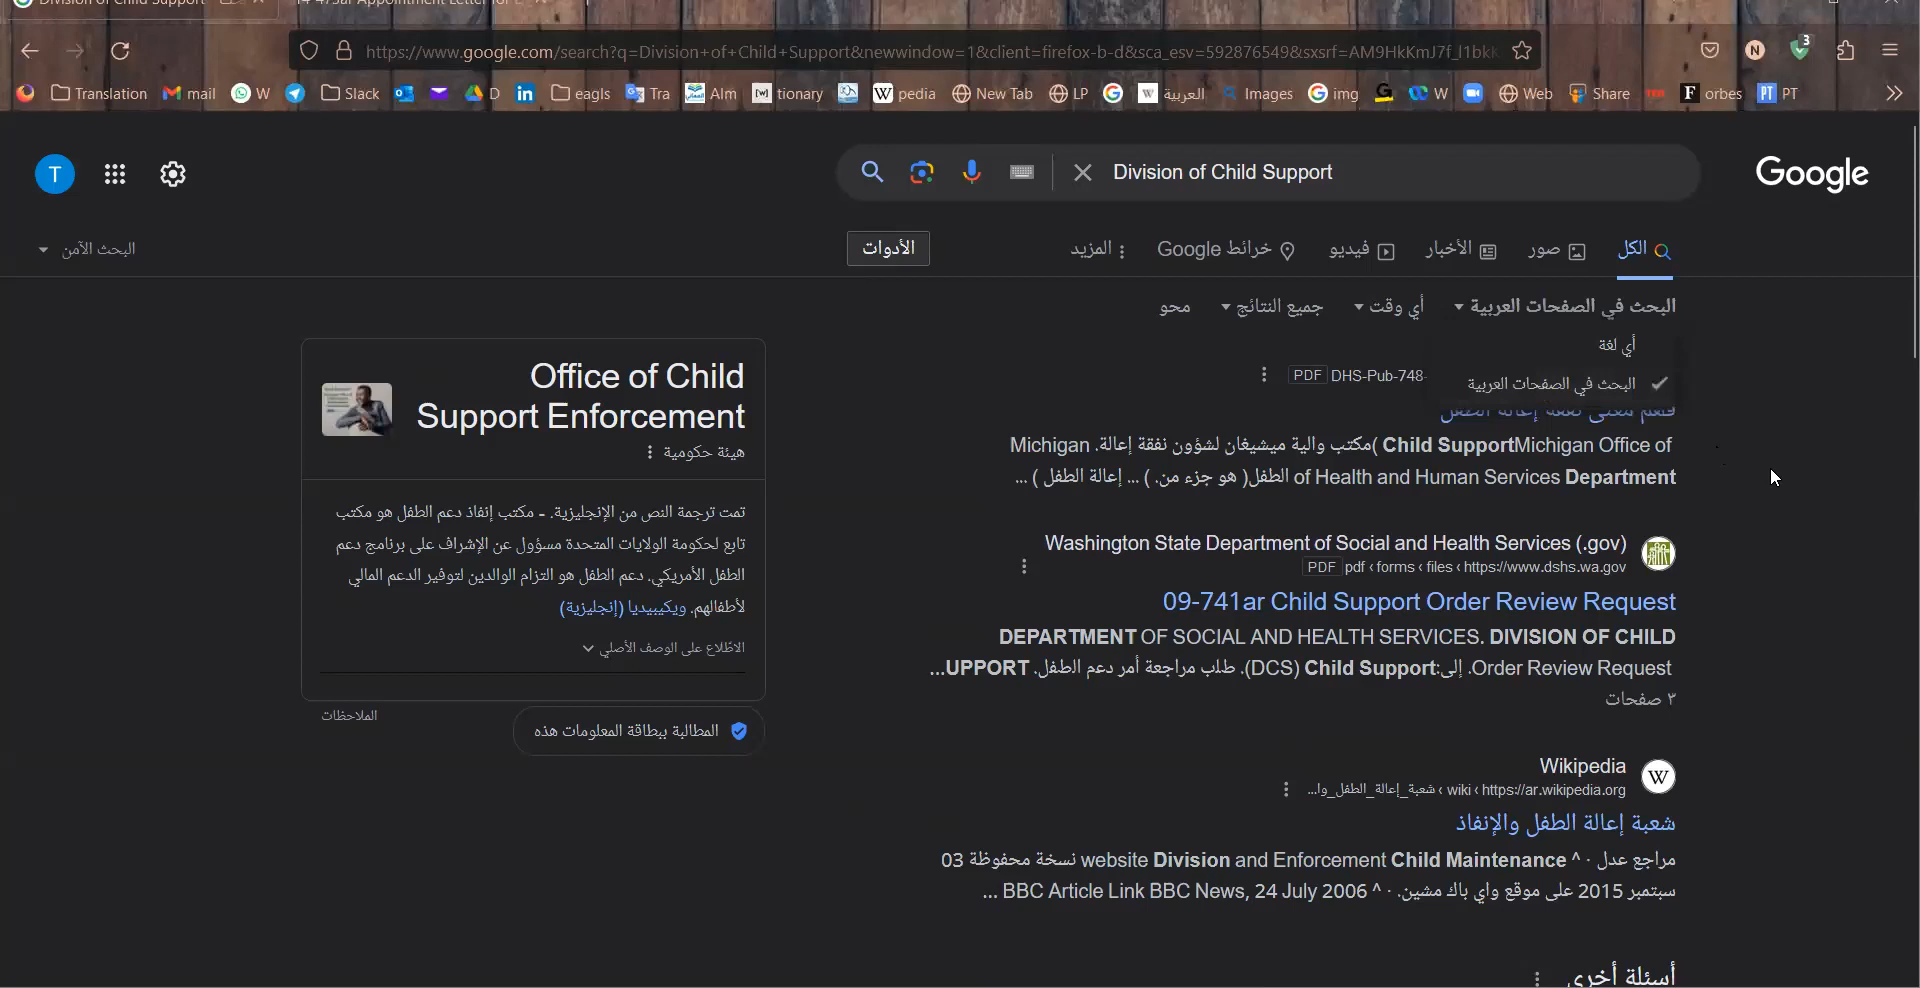 https://www.google.com/search?q=Division+of+Child+Support&newwindow=1&client=firefox-b-d&sca_esv=592876549&sxsrf=AM9HkKmJ7f_
N
3
Translation
mail
W
Slack
D
in
eagls
Tra
Alm
[w] tionary
W pedia
New Tab
LP
W العربية
Images
img
W
Web
Share
F orbes
PT PT
T
Division of Child Support
Google
الكل
صور
الأخبار
فيديو
خرائط Google
المزيد
الأدوات
البحث الآمن
البحث في الصفحات العربية
أي وقت
جميع النتائج
محو
أي لغة
البحث في الصفحات العربية
PDF DHS-Pub-748-
Michigan Office of Child Support) مكتب والية ميشيغان لشؤون نفقة إعالة. Michigan
Department of Health and Human Services الطفل( هو جزء من. ) ... إعالة الطفل ) ...
Washington State Department of Social and Health Services (.gov)
https://www.dshs.wa.gov › files › forms › pdf PDF
09-741ar Child Support Order Review Request
DEPARTMENT OF SOCIAL AND HEALTH SERVICES. DIVISION OF CHILD
Order Review Request. إلى: Child Support (DCS). طلب مراجعة أمر دعم الطفل. UPPORT...
٣ صفحات
Wikipedia
https://ar.wikipedia.org › wiki › شعبة_إعالة_الطفل_وا...
شعبة إعالة الطفل والإنفاذ
مراجع عدل · ^ Child Maintenance and Enforcement Division website نسخة محفوظة 03
سبتمبر 2015 على موقع واي باك مشين. · ^ BBC Article Link BBC News, 24 July 2006 ...
أسئلة أخرى
Office of Child
Support Enforcement
هيئة حكومية
تمت ترجمة النص من الإنجليزية. - مكتب إنفاذ دعم الطفل هو مكتب
تابع لحكومة الولايات المتحدة مسؤول عن الإشراف على برنامج دعم
الطفل الأمريكي. دعم الطفل هو التزام الوالدين لتوفير الدعم المالي
لأطفالهم. ويكيبيديا (إنجليزية)
الاطّلاع على الوصف الأصلي
الملاحظات
المطالبة ببطاقة المعلومات هذه